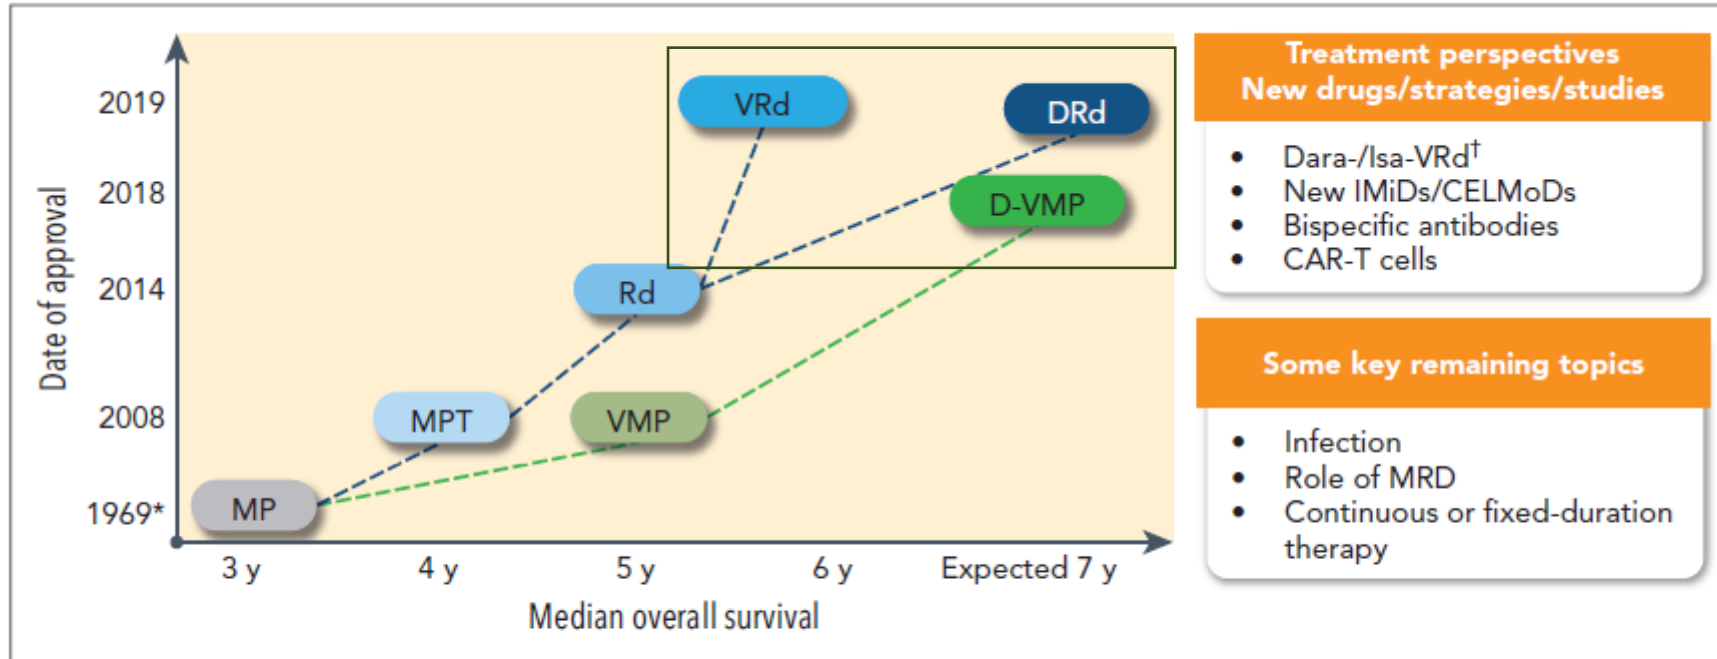 Date of approval
2019
2018
2014
2008
1969*
VRd
DRd
D-VMP
Rd
MPT
VMP
MP
3 y
4 y
5 y
6 y
Expected 7 y
Median overall survival
Treatment perspectives
New drugs/strategies/studies
• Dara-/Isa-VRd†
• New IMiDs/CELMoDs
• Bispecific antibodies
• CAR-T cells
Some key remaining topics
• Infection
• Role of MRD
• Continuous or fixed-duration
therapy